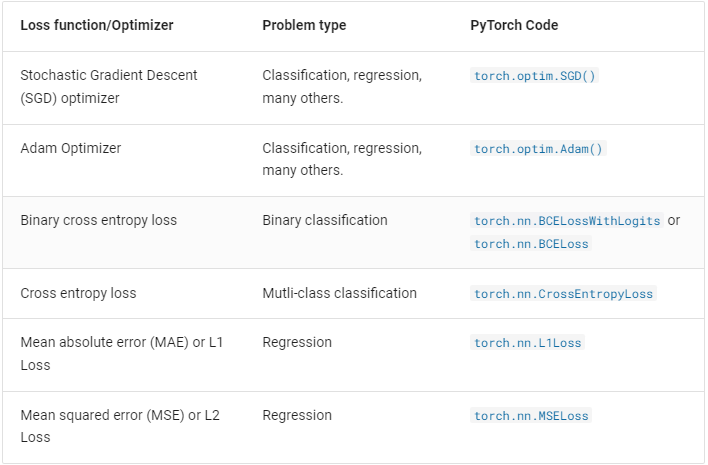 Loss function/Optimizer Problem type PyTorch Code
Stochastic Gradient Descent Classification, regression, torch.optim.SGD()
(SGD) optimizer many others.
Adam Optimizer Classification, regression, torch.optim.Adam()
many others.
Binary cross entropy loss Binary classification torch.nn.BCELossWithLogits or
torch.nn.BCELoss
Cross entropy loss Mutli-class classification torch.nn.CrossEntropyLoss
Mean absolute error (MAE) or L1 Regression torch.nn.L1Loss
Loss
Mean squared error (MSE) or L2 Regression torch.nn.MSELoss
Loss